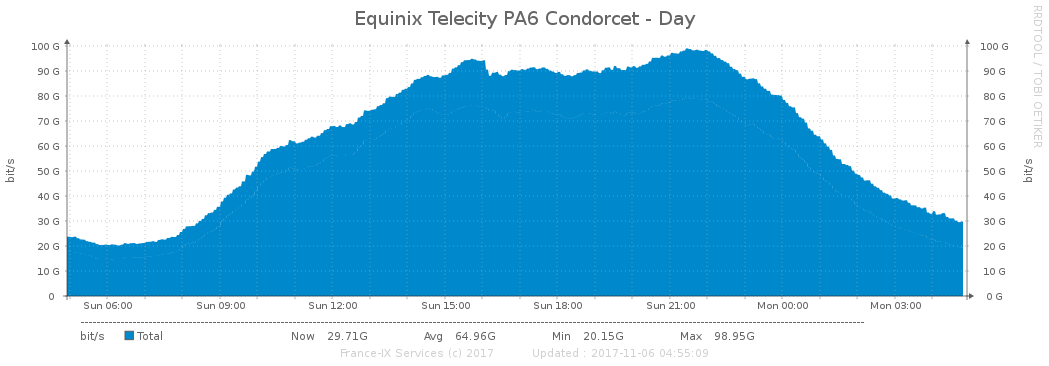 Equinix Telecity PA6 Condorcet - Day
RRDTOOL / TOBI OETIKER
100 G 100 G
90 G 90 G
80 G 80 G
70 G 70 G
60 G 60 G
50 G 50 G
40 G 40 G
30 G 30 G
20 G 20 G
10 G 10 G
0 0 G
bit/s bit/s
Sun 06:00 Sun 09:00 Sun 12:00 Sun 15:00 Sun 18:00 Sun 21:00 Mon 00:00 Mon 03:00
bit/s Total Now 29.71G Avg 64.96G Min 20.15G Max 98.95G
France-IX Services (c) 2017 Updated : 2017-11-06 04:55:09